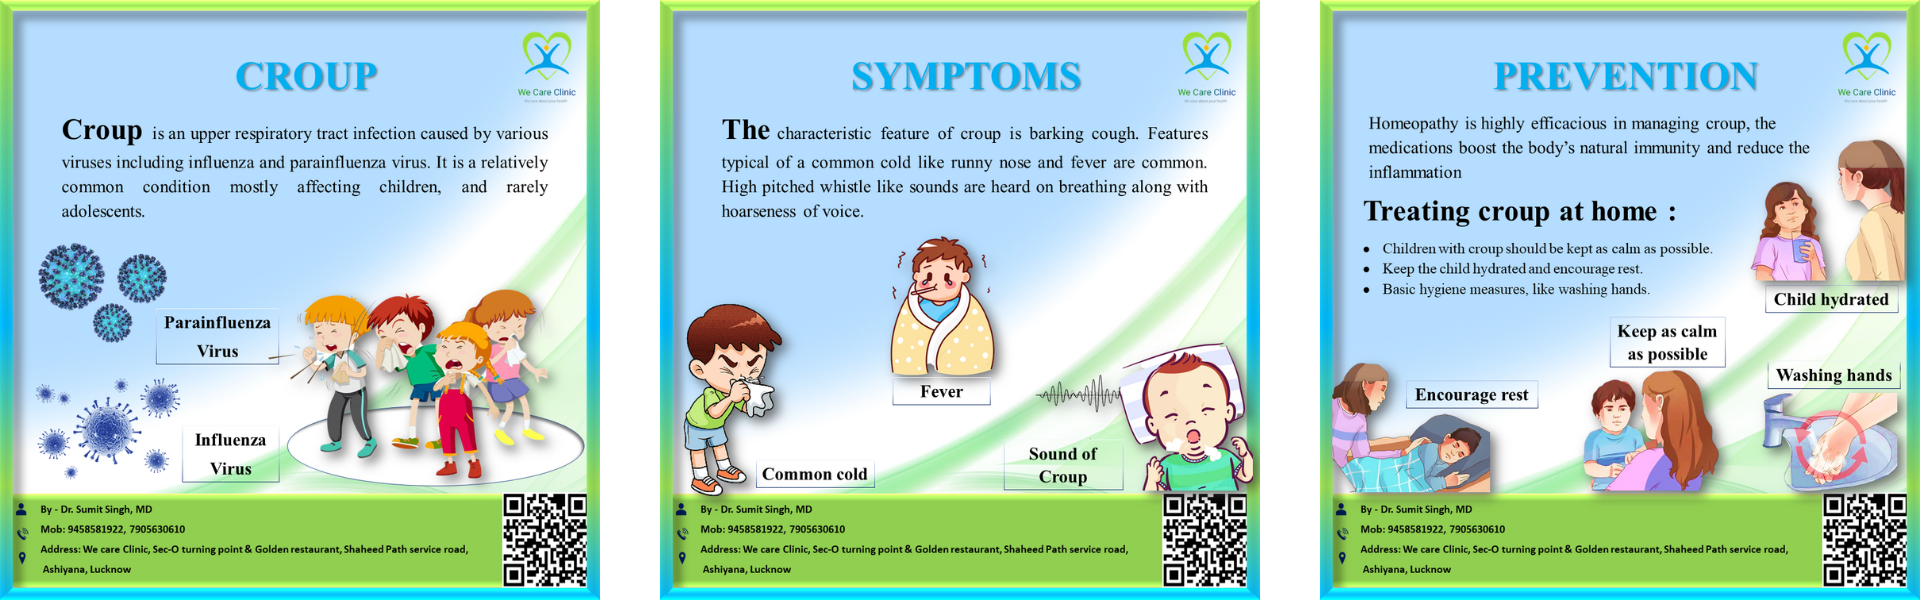 We Care Clinic
CROUP
Croup is an upper respiratory tract infection caused by various
viruses including influenza and parainfluenza virus. It is a relatively
common condition mostly affecting children, and rarely
adolescents.
Parainfluenza
Virus
Influenza
Virus
By - Dr. Sumit Singh, MD
Mob: 9458581922, 7905630610
Address: We care Clinic, Sec-O turning point & Golden restaurant, Shaheed Path service road,
Ashiyana, Lucknow
We Care Clinic
SYMPTOMS
The characteristic feature of croup is barking cough. Features
typical of a common cold like runny nose and fever are common.
High pitched whistle like sounds are heard on breathing along with
hoarseness of voice.
Fever
Common cold
Sound of
Croup
By - Dr. Sumit Singh, MD
Mob: 9458581922, 7905630610
Address: We care Clinic, Sec-O turning point & Golden restaurant, Shaheed Path service road,
Ashiyana, Lucknow
We Care Clinic
PREVENTION
Homeopathy is highly efficacious in managing croup, the
medications boost the body's natural immunity and reduce the
inflammation
Treating croup at home :
• Children with croup should be kept as calm as possible.
• Keep the child hydrated and encourage rest.
• Basic hygiene measures, like washing hands.
Child hydrated
Keep as calm
as possible
Washing hands
Encourage rest
By - Dr. Sumit Singh, MD
Mob: 9458581922, 7905630610
Address: We care Clinic, Sec-O turning point & Golden restaurant, Shaheed Path service road,
Ashiyana, Lucknow